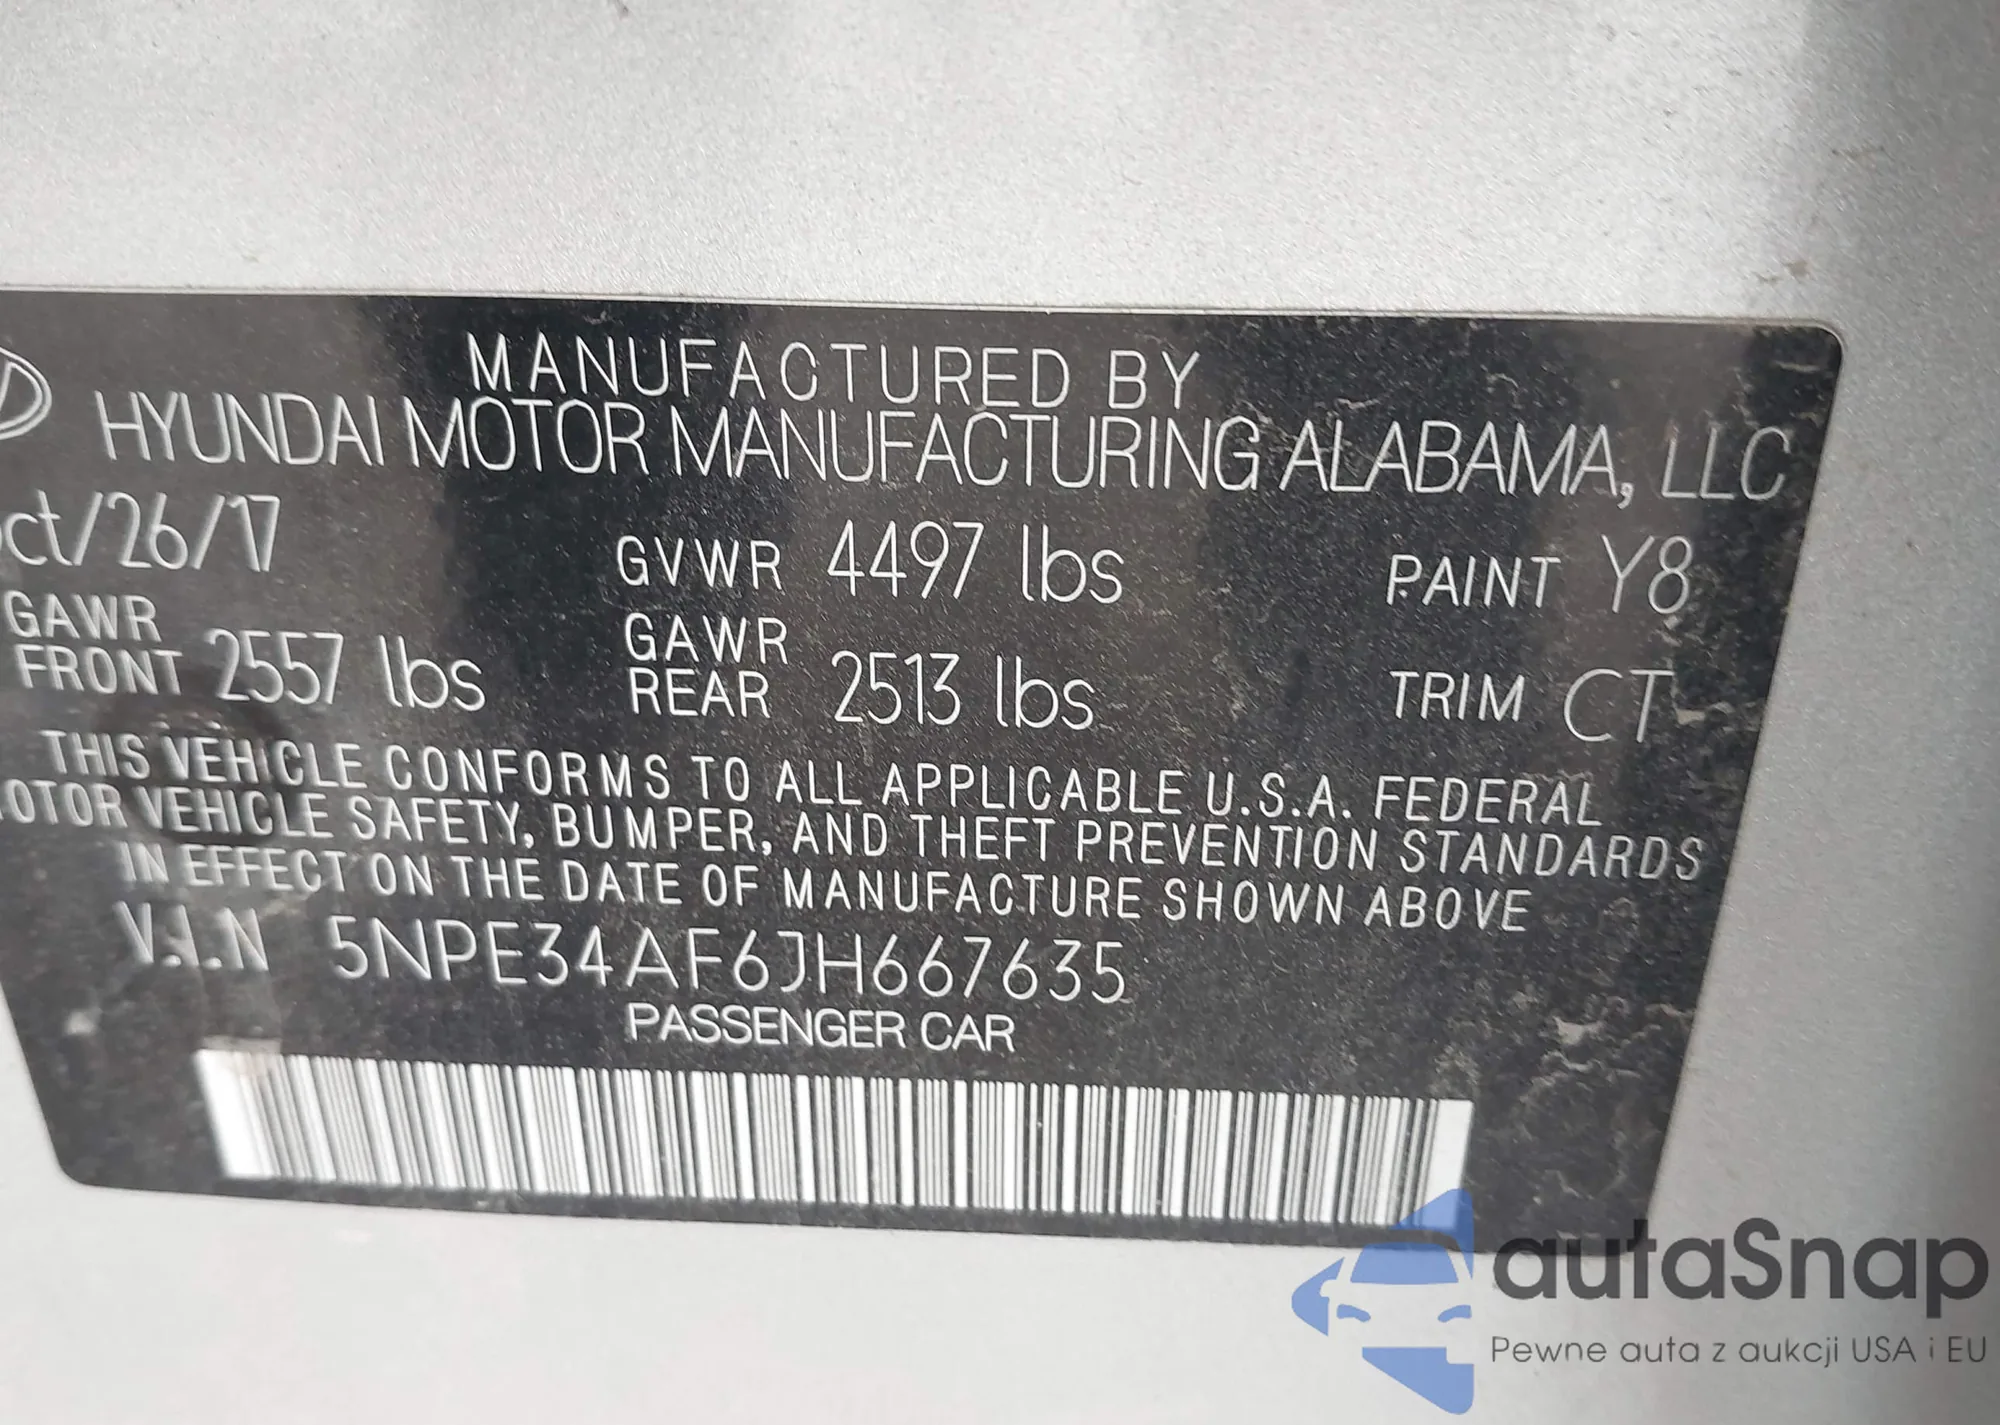 MANUFACTURED BY
HYUNDAI MOTOR MANUFACTURING ALABAMA, LLC
ct/26/17 GVWR 4497 lbs PAINT Y8
GAWR FRONT 2557 lbs GAWR REAR 2513 lbs TRIM CT
THIS VEHICLE CONFORMS TO ALL APPLICABLE U.S.A. FEDERAL
OTOR VEHICLE SAFETY, BUMPER, AND THEFT PREVENTION STANDARDS
IN EFFECT ON THE DATE OF MANUFACTURE SHOWN ABOVE
V.I.N 5NPE34AF6JH667635
PASSENGER CAR
autaSnap
Pewne auta z aukcji USA i EU